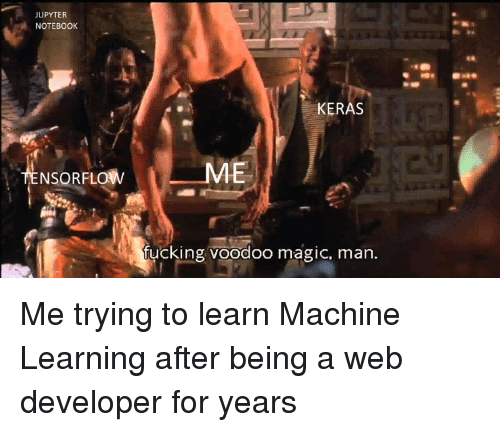 JUPYTER
NOTEBOOK
KERAS
TENSORFLOW
ME
fucking voodoo magic, man.
Me trying to learn Machine
Learning after being a web
developer for years